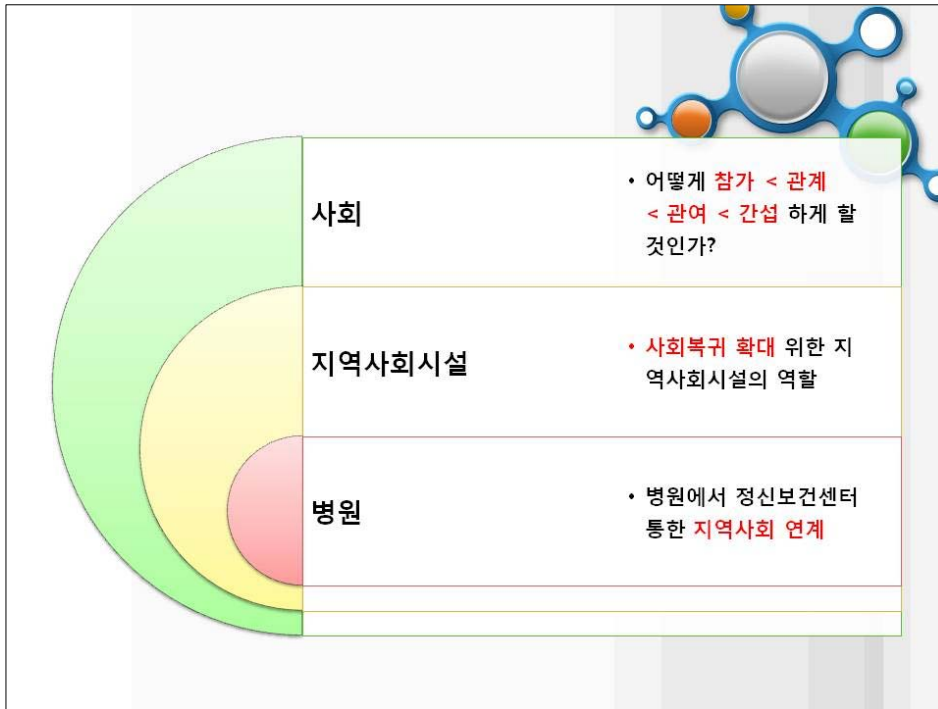 사회
• 어떻게 참가 < 관계
< 관여 < 간섭 하게 할
것인가?
지역사회시설
• 사회복귀 확대 위한 지
역사회시설의 역할
병원
• 병원에서 정신보건센터
통한 지역사회 연계